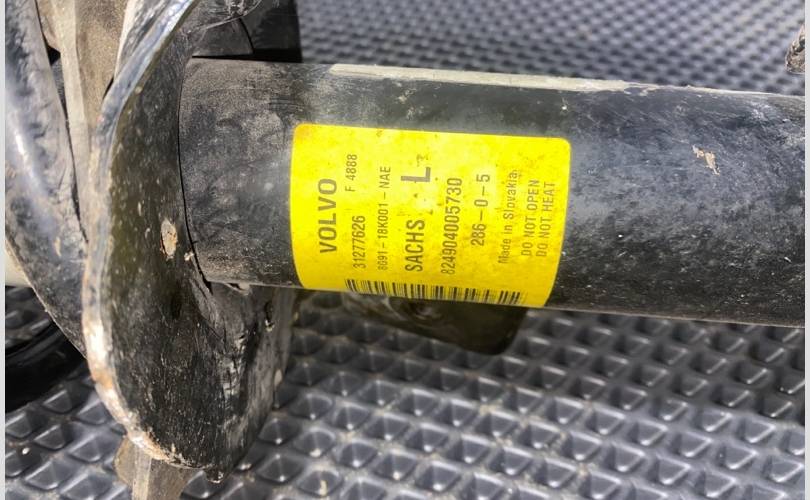 VOLVO
31277626 F 4888
8G91-18K001-NAE
SACHS L
824904005730
286-0-5
Made in Slovakia.
DO NOT OPEN
DO NOT HEAT